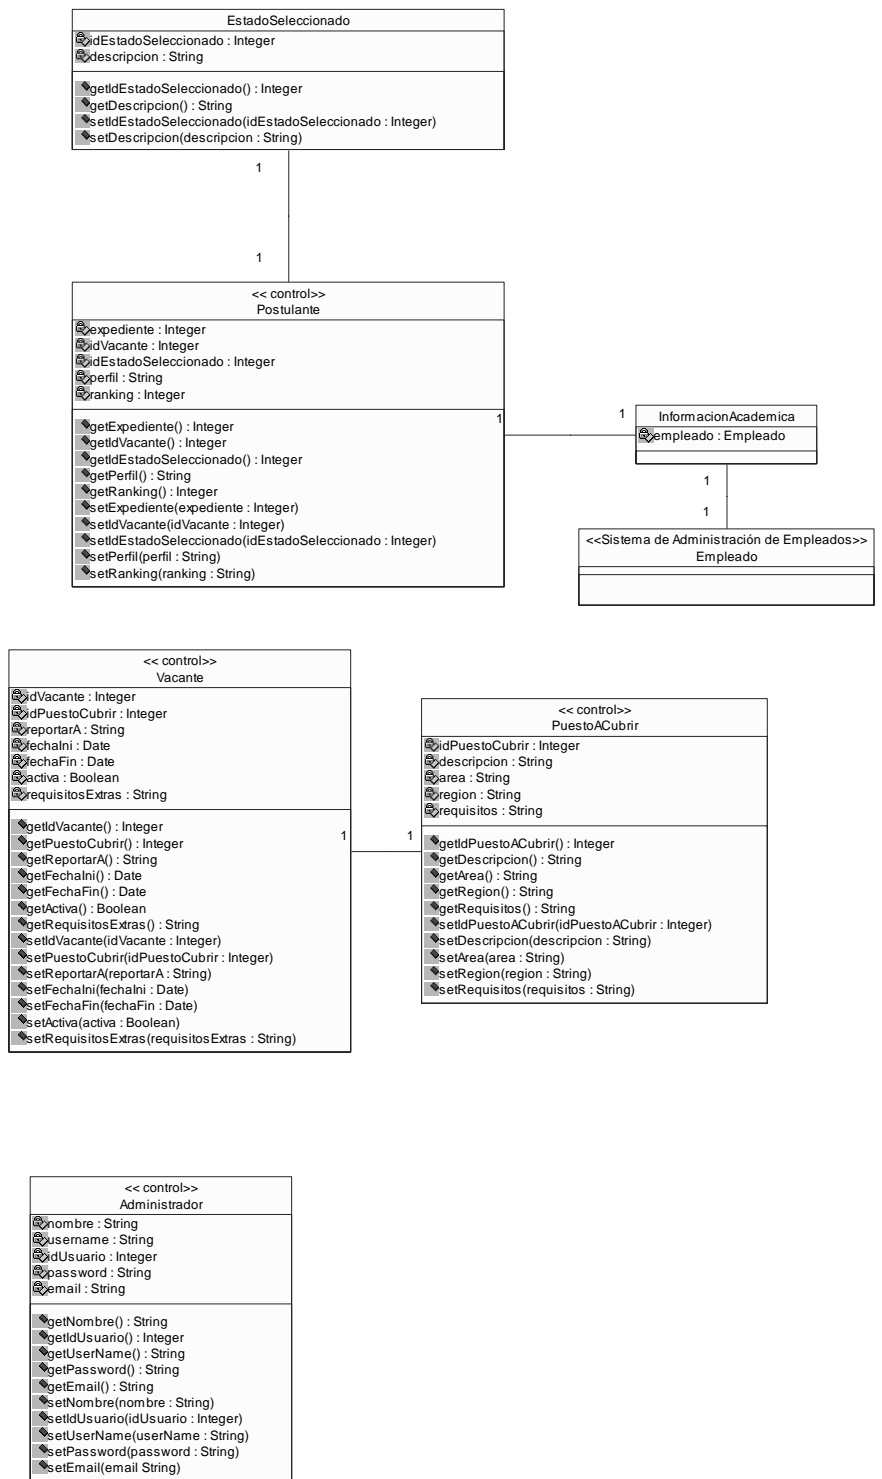 EstadoSeleccionado
idEstadoSeleccionado : Integer
descripcion : String
getIdEstadoSeleccionado() : Integer
getDescripcion() : String
setIdEstadoSeleccionado(idEstadoSeleccionado : Integer)
setDescripcion(descripcion : String)
1
1
<< control>>
Postulante
expediente : Integer
idVacante : Integer
idEstadoSeleccionado : Integer
perfil : String
ranking : Integer
getExpediente() : Integer
getIdVacante() : Integer
getIdEstadoSeleccionado() : Integer
getPerfil() : String
getRanking() : Integer
setExpediente(expediente : Integer)
setIdVacante(idVacante : Integer)
setIdEstadoSeleccionado(idEstadoSeleccionado : Integer)
setPerfil(perfil : String)
setRanking(ranking : String)
1
1
InformacionAcademica
empleado : Empleado
1
1
<<Sistema de Administración de Empleados>>
Empleado
<< control>>
Vacante
idVacante : Integer
idPuestoCubrir : Integer
reportarA : String
fechaIni : Date
fechaFin : Date
activa : Boolean
requisitosExtras : String
getIdVacante() : Integer
getPuestoCubrir() : Integer
getReportarA() : String
getFechaIni() : Date
getFechaFin() : Date
getActiva() : Boolean
getRequisitosExtras() : String
setIdVacante(idVacante : Integer)
setPuestoCubrir(idPuestoCubrir : Integer)
setReportarA(reportarA : String)
setFechaIni(fechaIni : Date)
setFechaFin(fechaFin : Date)
setActiva(activa : Boolean)
setRequisitosExtras(requisitosExtras : String)
1
1
<< control>>
PuestoACubrir
idPuestoCubrir : Integer
descripcion : String
area : String
region : String
requisitos : String
getIdPuestoACubrir() : Integer
getDescripcion() : String
getArea() : String
getRegion() : String
getRequisitos() : String
setIdPuestoACubrir(idPuestoACubrir : Integer)
setDescripcion(descripcion : String)
setArea(area : String)
setRegion(region : String)
setRequisitos(requisitos : String)
<< control>>
Administrador
nombre : String
username : String
idUsuario : Integer
password : String
email : String
getNombre() : String
getIdUsuario() : Integer
getUserName() : String
getPassword() : String
getEmail() : String
setNombre(nombre : String)
setIdUsuario(idUsuario : Integer)
setUserName(userName : String)
setPassword(password : String)
setEmail(email String)